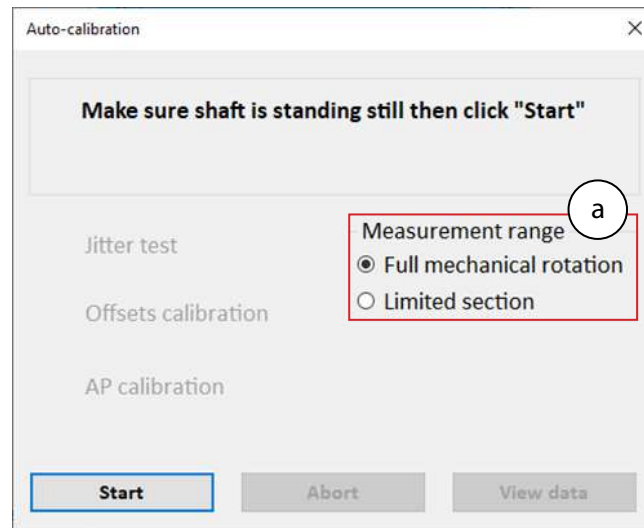 Auto-calibration
Make sure shaft is standing still then click "Start"
a
Jitter test
Measurement range
Full mechanical rotation
Offsets calibration
Limited section
AP calibration
Start
Abort
View data